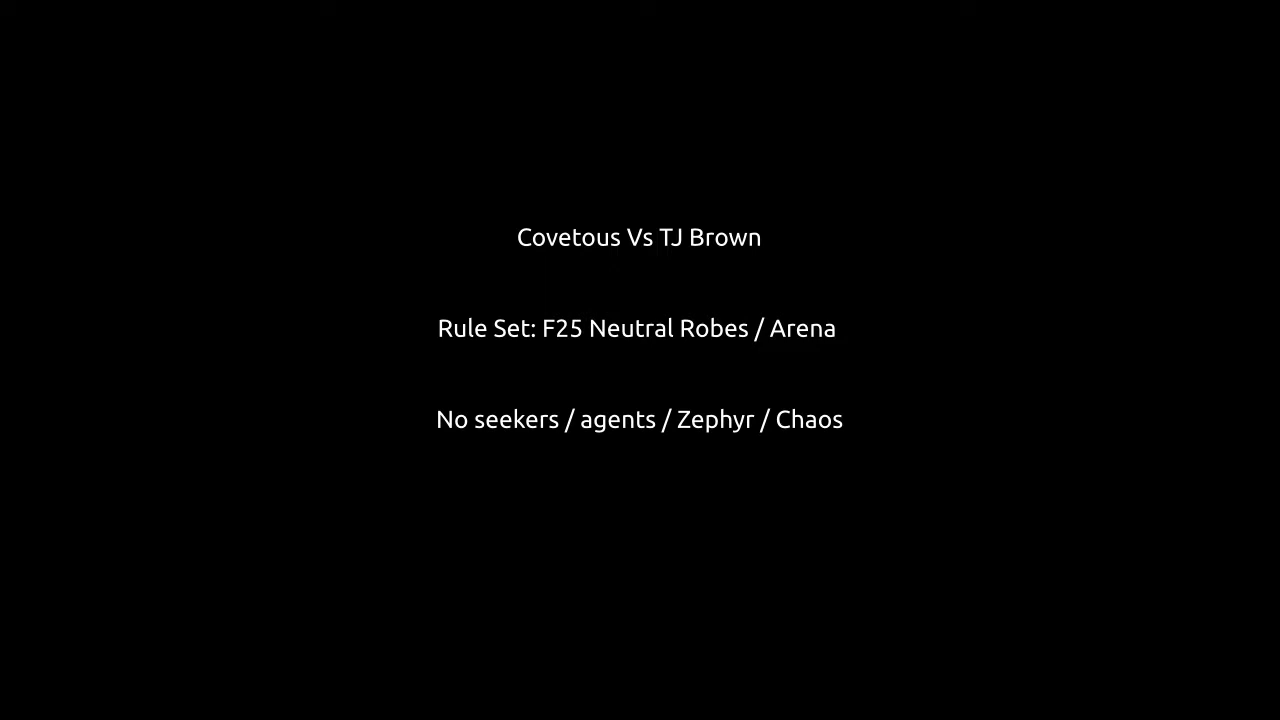 Covetous Vs TJ Brown
Rule Set: F25 Neutral Robes / Arena
No seekers / agents / Zephyr / Chaos